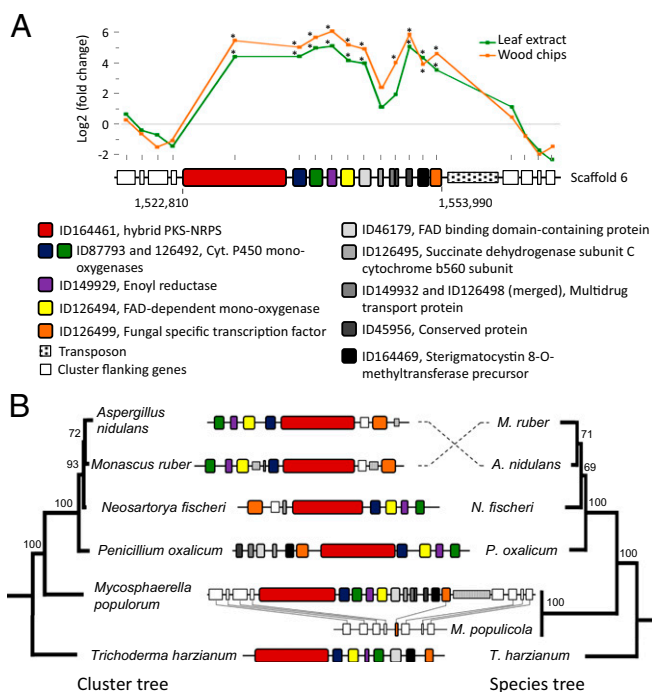 A
Log2 (fold change)
6
4
2
0
-2
Leaf extract
Wood chips
* * * * * * * * * * * * * * * * * * * *
Scaffold 6
1,522,810
1,553,990
ID164461, hybrid PKS-NRPS
ID87793 and 126492, Cyt. P450 mono-
oxygenases
ID149929, Enoyl reductase
ID126494, FAD-dependent mono-oxygenase
ID126499, Fungal specific transcription factor
Transposon
Cluster flanking genes
ID46179, FAD binding domain-containing protein
ID126495, Succinate dehydrogenase subunit C
cytochrome b560 subunit
ID149932 and ID126498 (merged), Multidrug
transport protein
ID45956, Conserved protein
ID164469, Sterigmatocystin 8-O-
methyltransferase precursor
B
Aspergillus
nidulans
Monascus ruber
Neosartorya fischeri
Penicillium oxalicum
Mycosphaerella
populorum
Trichoderma harzianum
72
93
100
100
Cluster tree
M. ruber
A. nidulans
N. fischeri
P. oxalicum
M. populicola
T. harzianum
71
69
100
100
100
Species tree